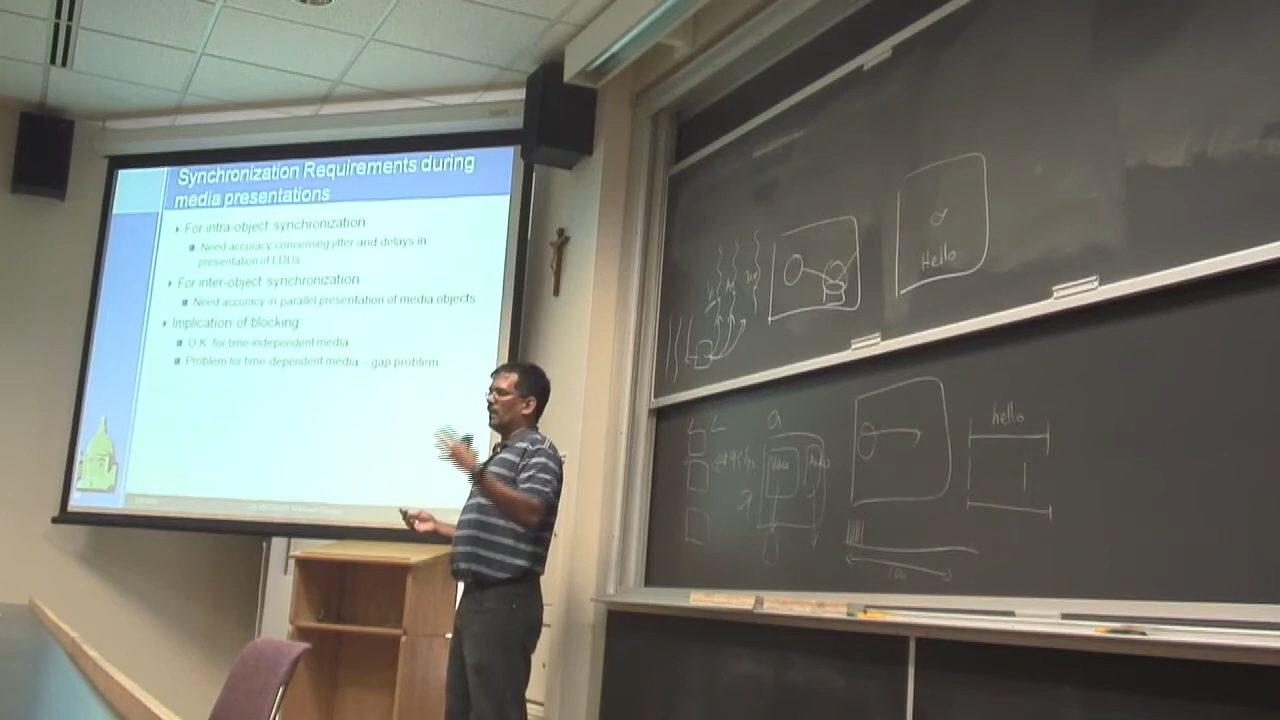 Synchronization Requirements during
media presentations
For intra-object synchronization
Need accuracy concerning jitter and delays in
presentation of LDUs
For inter-object synchronization
Need accuracy in parallel presentation of media objects
Implication of blocking:
O.K. for time independent media
Problem for time-dependent media – gap problem
Hello
hello
a
Video
Audio
100